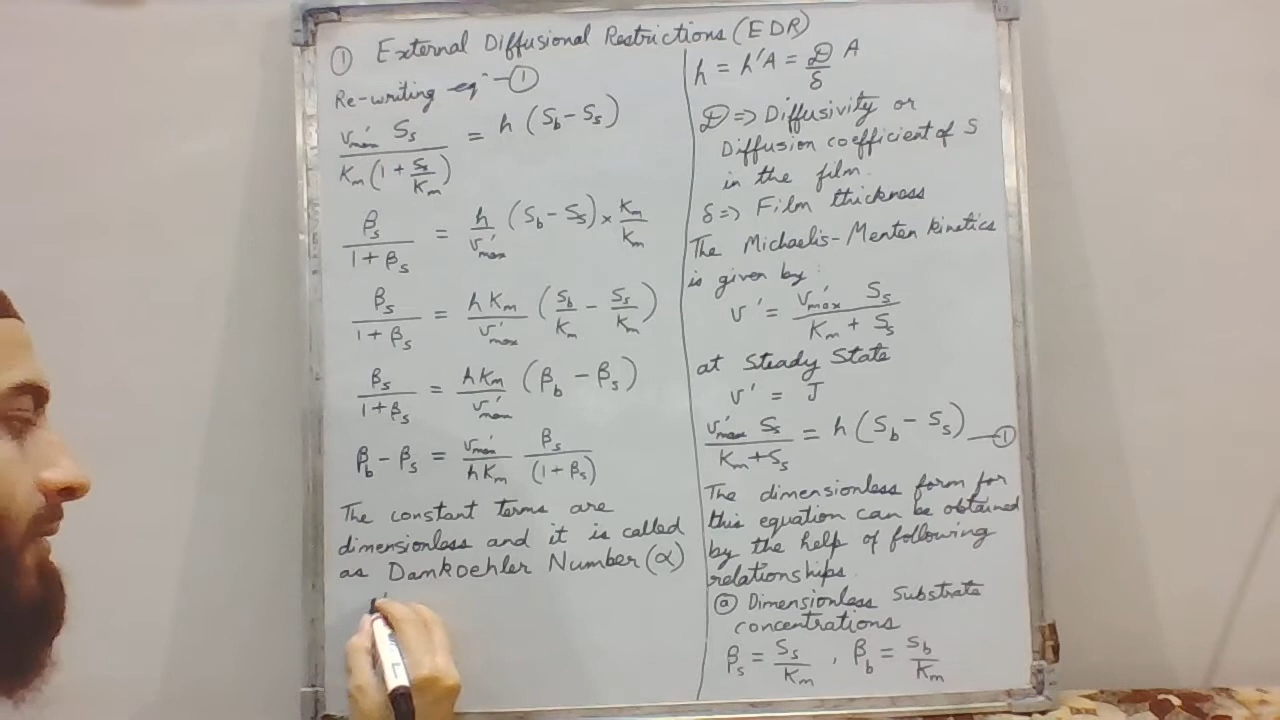 ① External Diffusional Restrictions (EDR)
Re-writing eqⁿ - ①
v'max Ss / Km (1 + Ss/Km) = h (Sb - Ss)
βs / 1 + βs = h / v'max (Sb - Ss) × Km / Km
βs / 1 + βs = h Km / v'max (Sb/Km - Ss/Km)
βs / 1 + βs = h Km / v'max (βb - βs)
βb - βs = v'max / h Km βs / (1 + βs)
The constant terms are
dimensionless and it is called
as Damkoehler Number (α)
h = h'A = D/δ A
D => Diffusivity or
Diffusion coefficient of S
in the film.
δ => Film thickness
The Michaelis-Menten kinetics
is given by:
v' = v'max Ss / Km + Ss
at Steady State
v' = J
v'max Ss / Km + Ss = h (Sb - Ss) - ①
The dimensionless form for
this equation can be obtained
by the help of following
relationships.
ⓐ Dimensionless Substrate
concentrations
βs = Ss / Km , βb = Sb / Km